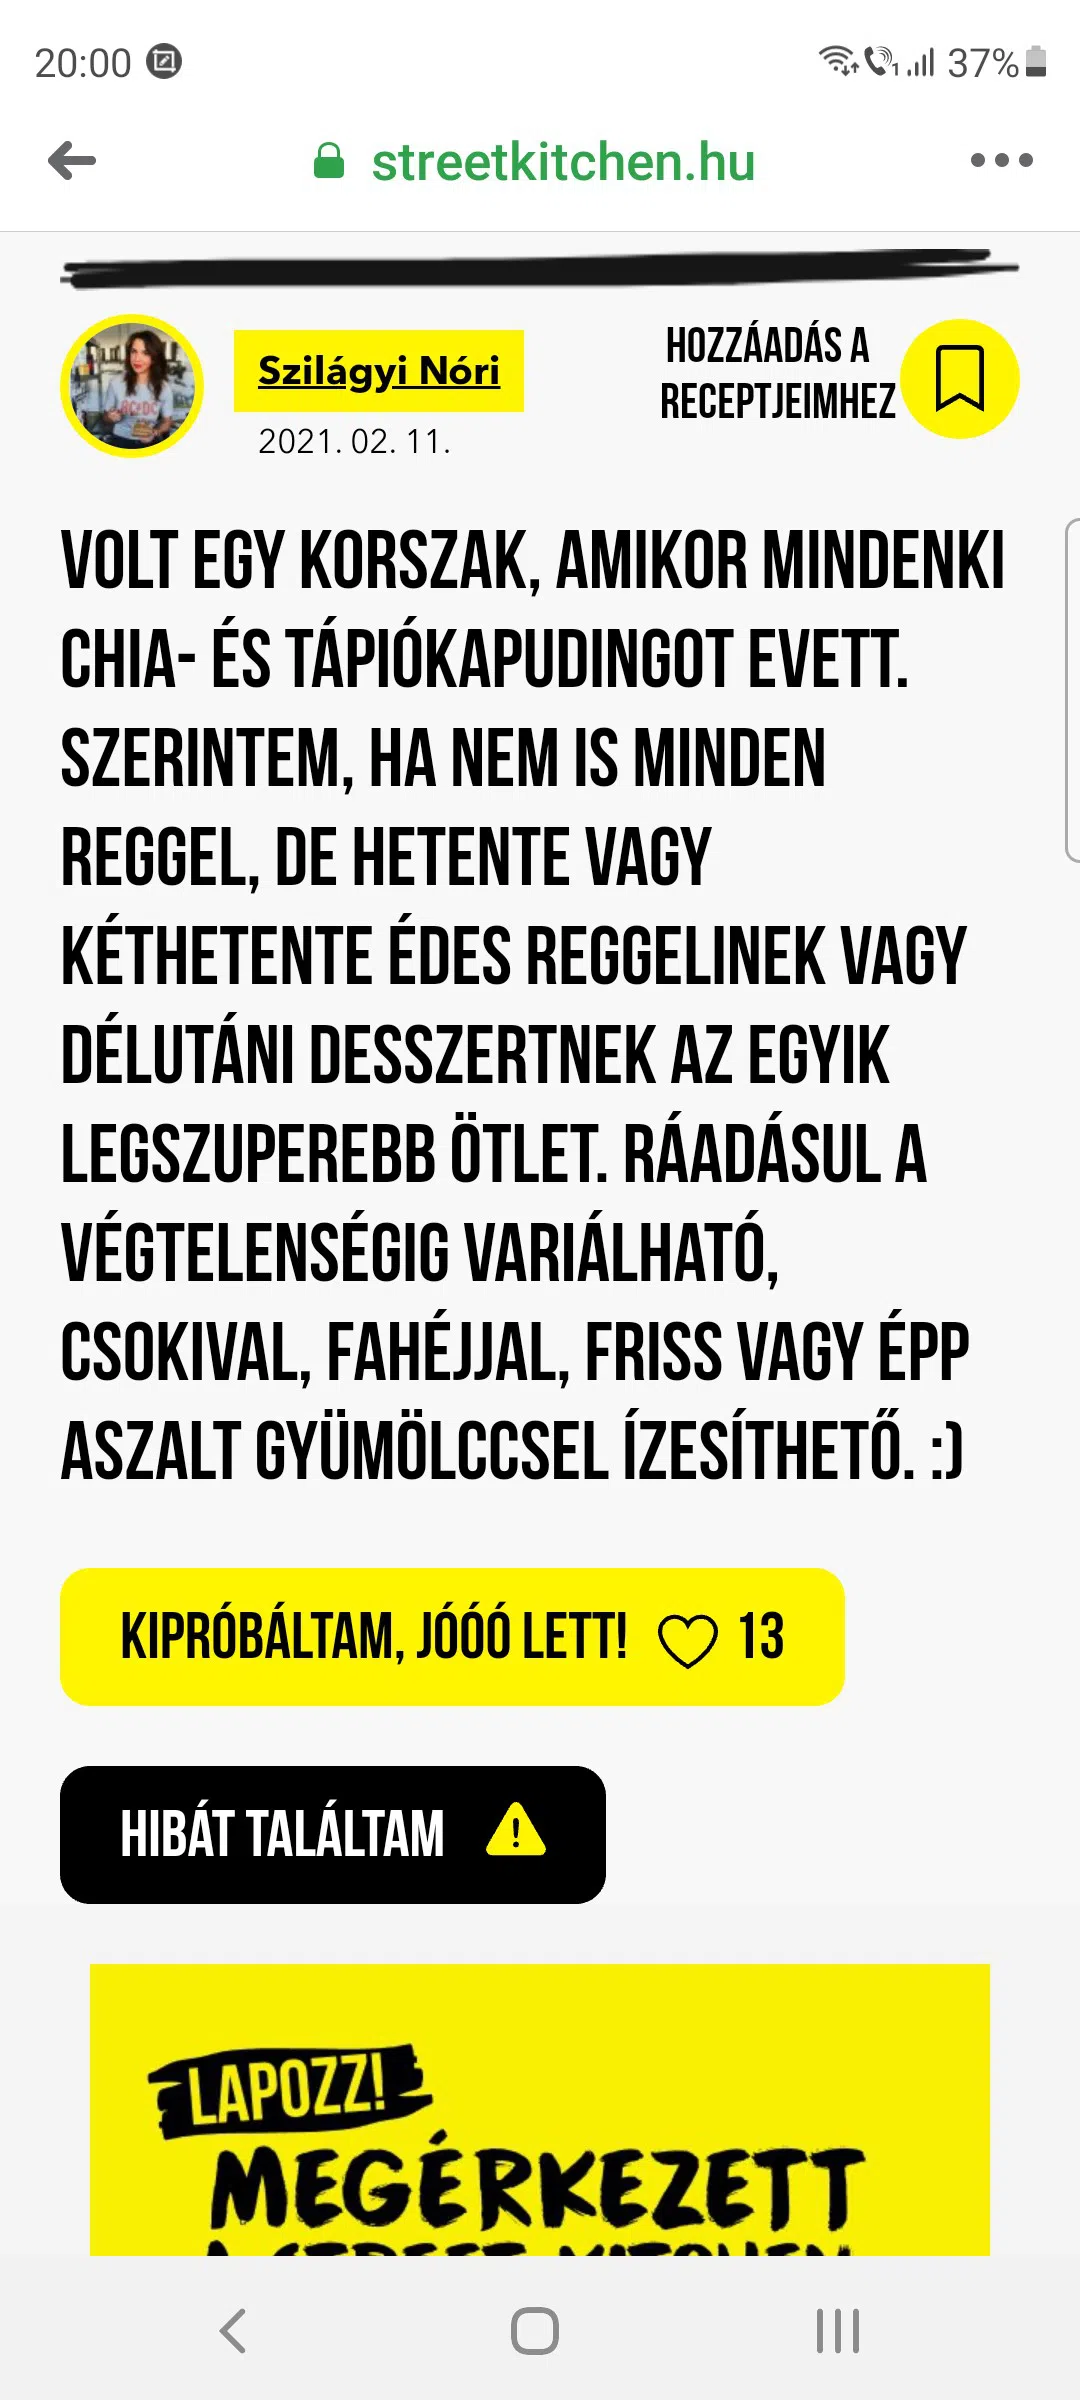 20:00
1 37%
streetkitchen.hu
Szilágyi Nóri
2021. 02. 11.
HOZZÁADÁS A
RECEPTJEIMHEZ
VOLT EGY KORSZAK, AMIKOR MINDENKI
CHIA- ÉS TÁPIÓKAPUDINGOT EVETT.
SZERINTEM, HA NEM IS MINDEN
REGGEL, DE HETENTE VAGY
KÉTHETENTE ÉDES REGGELINEK VAGY
DÉLUTÁNI DESSZERTNEK AZ EGYIK
LEGSZUPEREBB ÖTLET. RÁADÁSUL A
VÉGTELENSÉGIG VARIÁLHATÓ,
CSOKIVAL, FAHÉJJAL, FRISS VAGY ÉPP
ASZALT GYÜMÖLCCSEL ÍZESÍTHETŐ. :)
KIPRÓBÁLTAM, JÓÓÓ LETT! 13
HIBÁT TALÁLTAM
LAPOZZ!
MEGÉRKEZETT
A STREET KITCHEN